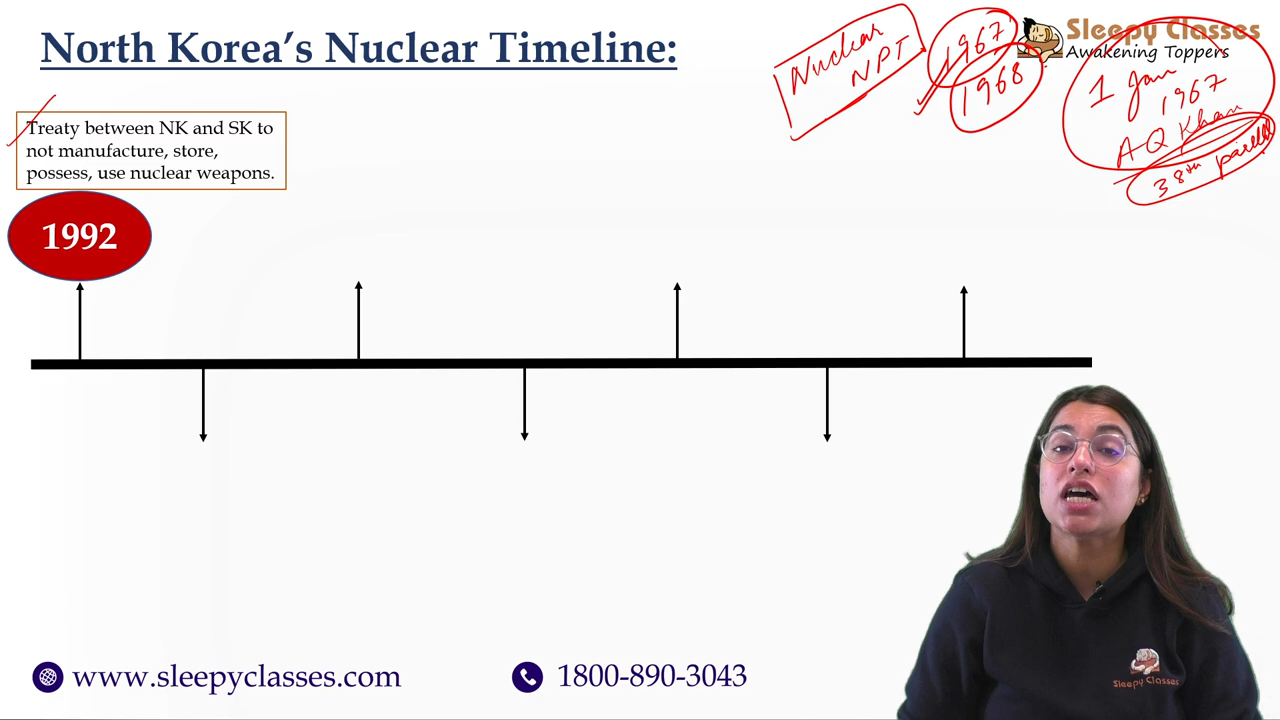 North Korea's Nuclear Timeline:
Nuclear
NPT
1967
1968
Sleepy Classes
Awakening Toppers
1 Jan
1967
A Q Khan
38th parallel
Treaty between NK and SK to
not manufacture, store,
possess, use nuclear weapons.
1992
Sleepy Classes
www.sleepyclasses.com
1800-890-3043